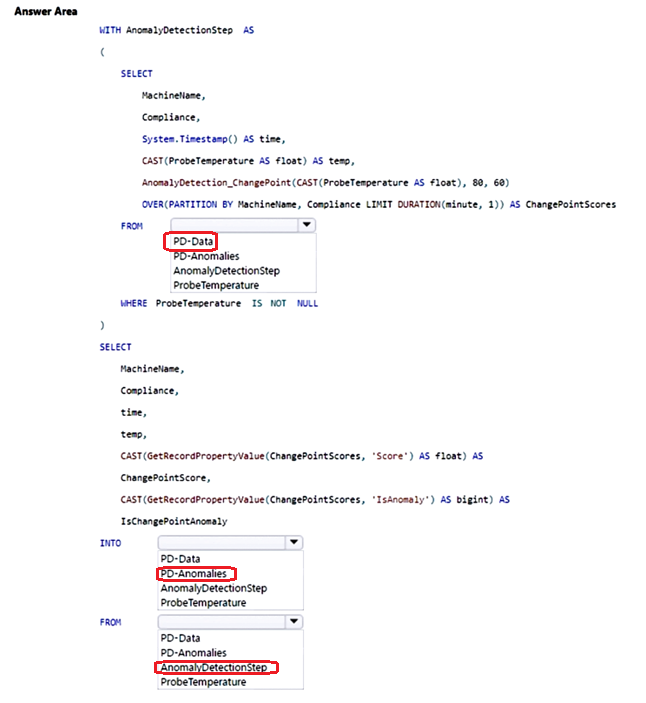 Answer Area
WITH AnomalyDetectionStep AS
(
SELECT
MachineName,
Compliance,
System.Timestamp() AS time,
CAST(ProbeTemperature AS float) AS temp,
AnomalyDetection_ChangePoint(CAST(ProbeTemperature AS float), 80, 60)
OVER(PARTITION BY MachineName, Compliance LIMIT DURATION(minute, 1)) AS ChangePointScores
FROM
PD-Data
PD-Anomalies
AnomalyDetectionStep
ProbeTemperature
WHERE ProbeTemperature IS NOT NULL
)
SELECT
MachineName,
Compliance,
time,
temp,
CAST(GetRecordPropertyValue(ChangePointScores, 'Score') AS float) AS
ChangePointScore,
CAST(GetRecordPropertyValue(ChangePointScores, 'IsAnomaly') AS bigint) AS
IsChangePointAnomaly
INTO
PD-Data
PD-Anomalies
AnomalyDetectionStep
ProbeTemperature
FROM
PD-Data
PD-Anomalies
AnomalyDetectionStep
ProbeTemperature